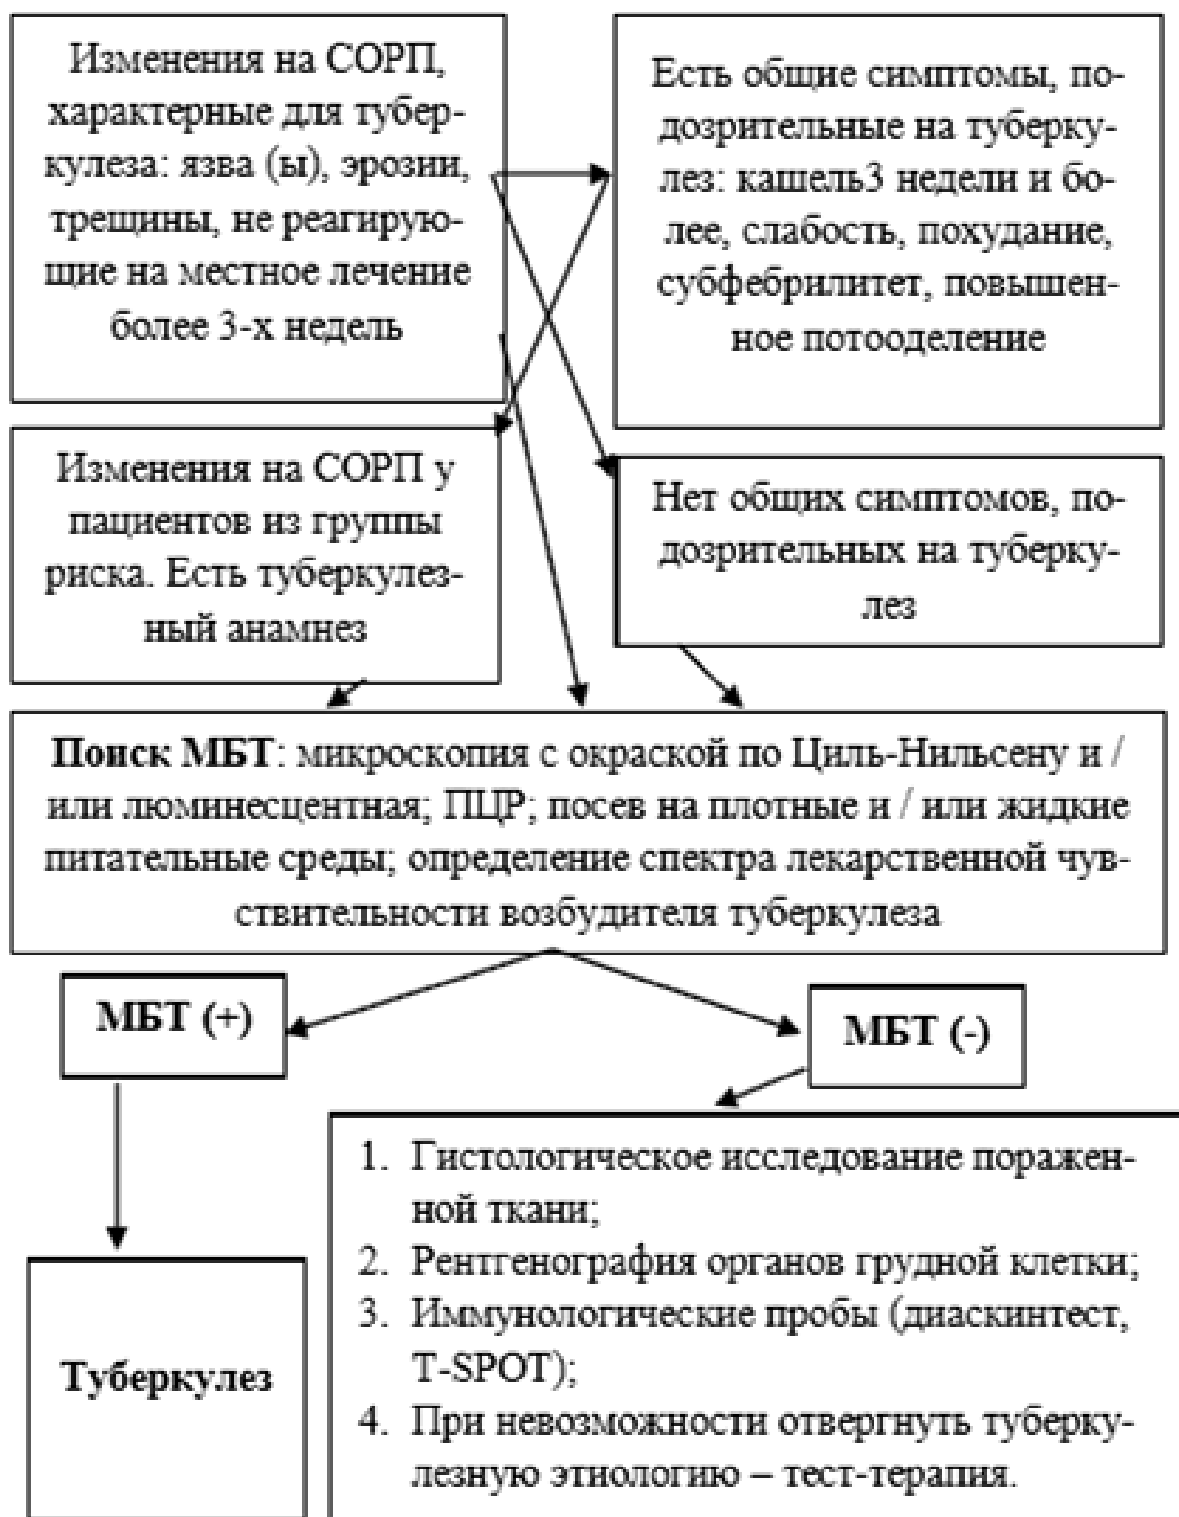 Изменения на СОРП,
характерные для тубер-
кулеза: язва (ы), эрозии,
трещины, не реагирую-
щие на местное лечение
более 3-х недель
Есть общие симптомы, по-
дозрительные на туберку-
лез: кашель3 недели и бо-
лее, слабость, похудание,
субфебрилитет, повышен-
ное потооделение
Изменения на СОРП у
пациентов из группы
риска. Есть туберкулез-
ный анамнез
Нет общих симптомов, по-
дозрительных на туберку-
лез
Поиск МБТ: микроскопия с окраской по Циль-Нильсену и /
или люминесцентная; ПЦР; посев на плотные и / или жидкие
питательные среды; определение спектра лекарственной чув-
ствительности возбудителя туберкулеза
МБТ (+)
МБТ (-)
Туберкулез
1. Гистологическое исследование поражен-
ной ткани;
2. Рентгенография органов грудной клетки;
3. Иммунологические пробы (диаскинтест,
T-SPOT);
4. При невозможности отвергнуть туберку-
лезную этиологию – тест-терапия.